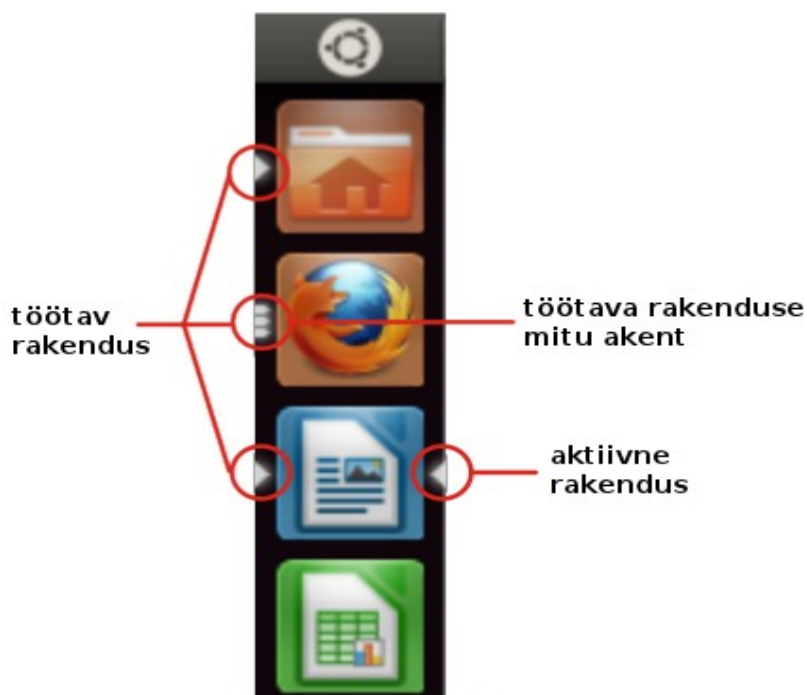 töötav
rakendus
töötava rakenduse
mitu akent
aktiivne
rakendus